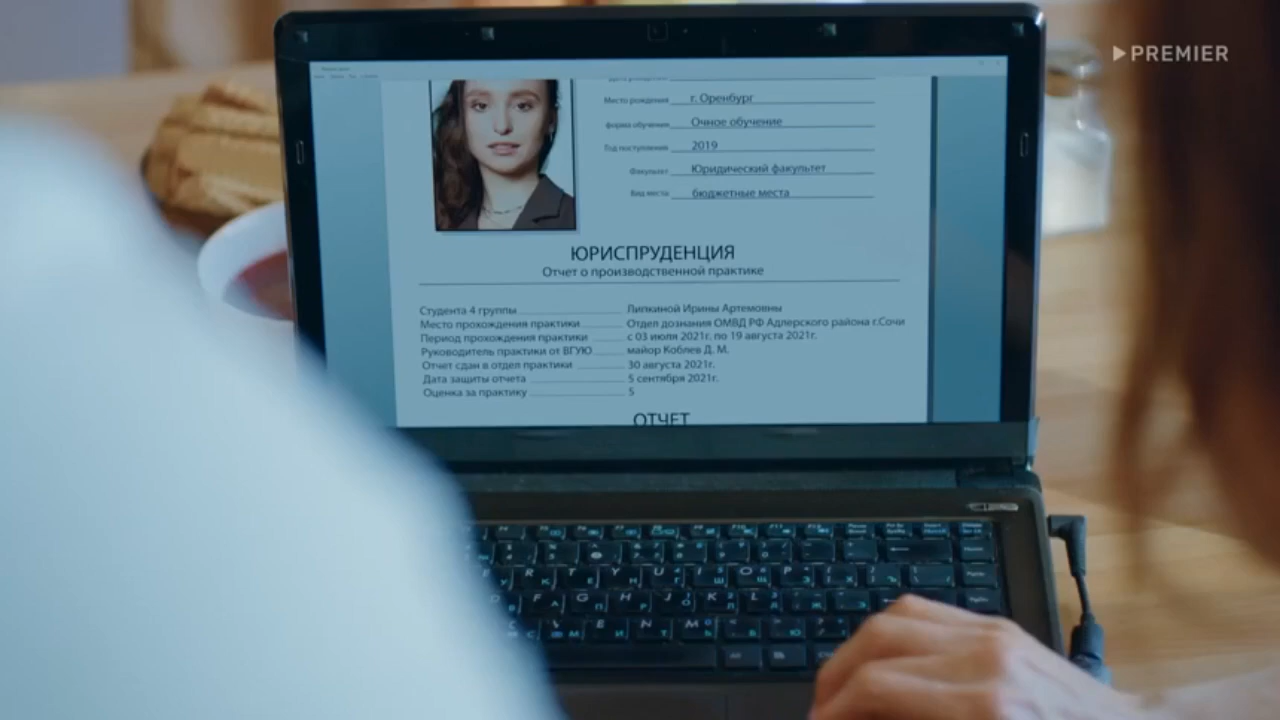 PREMIER
Место рождения г. Оренбург
форма обучения Очное обучение
Год поступления 2019
Факультет Юридический факультет
Вид места бюджетные места
ЮРИСПРУДЕНЦИЯ
Отчет о производственной практике
Студента 4 группы Липкиной Ирины Артемовны
Место прохождения практики Отдел дознания ОМВД РФ Адлерского района г.Сочи
Период прохождения практики с 03 июля 2021г. по 19 августа 2021г.
Руководитель практики от ВГУЮ майор Коблев Д. М.
Отчет сдан в отдел практики 30 августа 2021г.
Дата защиты отчета 5 сентября 2021г.
Оценка за практику 5
ОТЧЕТ